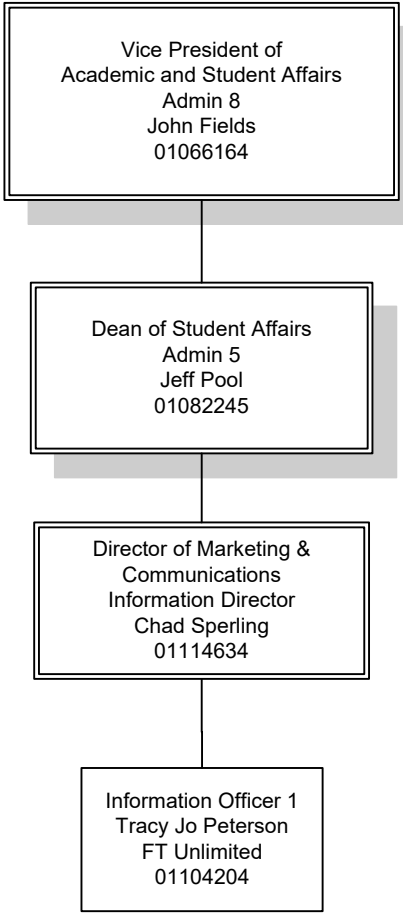 Vice President of
Academic and Student Affairs
Admin 8
John Fields
01066164
Dean of Student Affairs
Admin 5
Jeff Pool
01082245
Director of Marketing &
Communications
Information Director
Chad Sperling
01114634
Information Officer 1
Tracy Jo Peterson
FT Unlimited
01104204